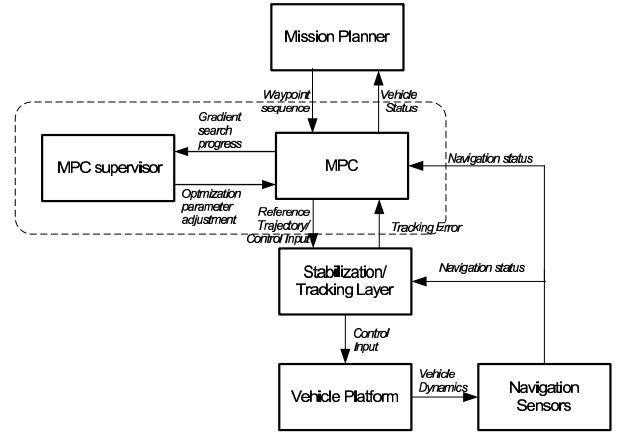 Mission Planner
Waypoint
sequence
Vehicle
Status
Gradient
search
progress
MPC supervisor
MPC
Navigation status
Optmization
parameter
adjustment
Reference
Trajectory/
Control Input
Tracking Error
Stabilization/
Tracking Layer
Navigation status
Control
Input
Vehicle Platform
Vehicle
Dynamics
Navigation
Sensors